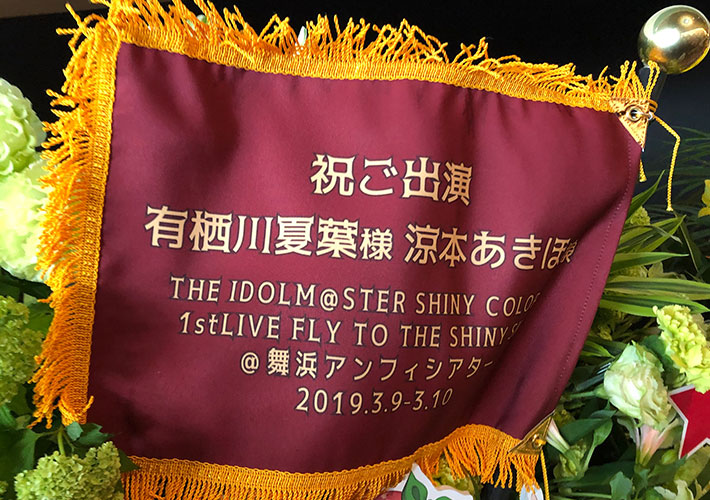 祝ご出演
有栖川夏葉様 涼本あきほ様
THE IDOLM@STER SHINY COLO
1stLIVE FLY TO THE SHINY S
@舞浜アンフィシアター
2019.3.9-3.10